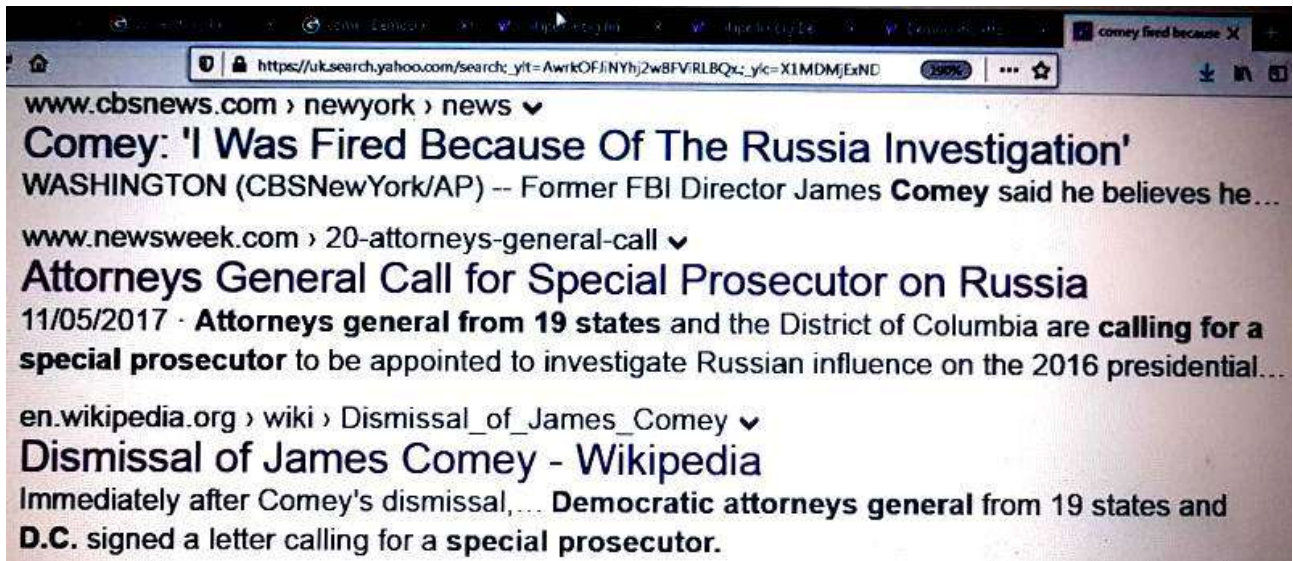 comey fired because
https://uk.search.yahoo.com/search;_ylt=
www.cbsnews.com › newyork › news
Comey: 'I Was Fired Because Of The Russia Investigation'
WASHINGTON (CBSNewYork/AP) -- Former FBI Director James Comey said he believes he...
www.newsweek.com › 20-attorneys-general-call
Attorneys General Call for Special Prosecutor on Russia
11/05/2017 · Attorneys general from 19 states and the District of Columbia are calling for a
special prosecutor to be appointed to investigate Russian influence on the 2016 presidential...
en.wikipedia.org › wiki › Dismissal_of_James_Comey
Dismissal of James Comey - Wikipedia
Immediately after Comey's dismissal,... Democratic attorneys general from 19 states and
D.C. signed a letter calling for a special prosecutor.